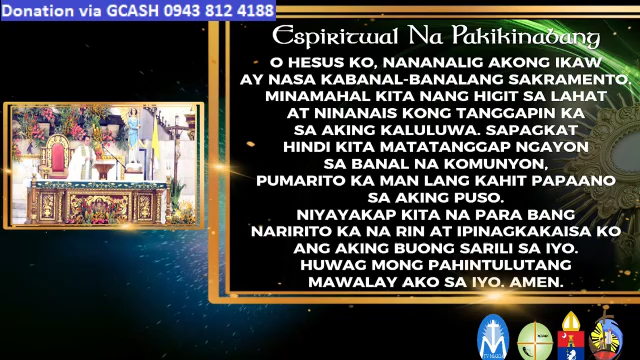 Donation via GCASH 0943 812 4188
Espiritwal Na Pakikinabang
O HESUS KO, NANANALIG AKONG IKAW
AY NASA KABANAL-BANALANG SAKRAMENTO,
MINAMAHAL KITA NANG HIGIT SA LAHAT
AT NINANAIS KONG TANGGAPIN KA
SA AKING KALULUWA. SAPAGKAT
HINDI KITA MATATANGGAP NGAYON
SA BANAL NA KOMUNYON,
PUMARITO KA MAN LANG KAHIT PAPAANO
SA AKING PUSO.
NIYAYAKAP KITA NA PARA BANG
NARIRITO KA NA RIN AT IPINAGKAKAISA KO
ANG AKING BUONG SARILI SA IYO.
HUWAG MONG PAHINTULUTANG
MAWALAY AKO SA IYO. AMEN.